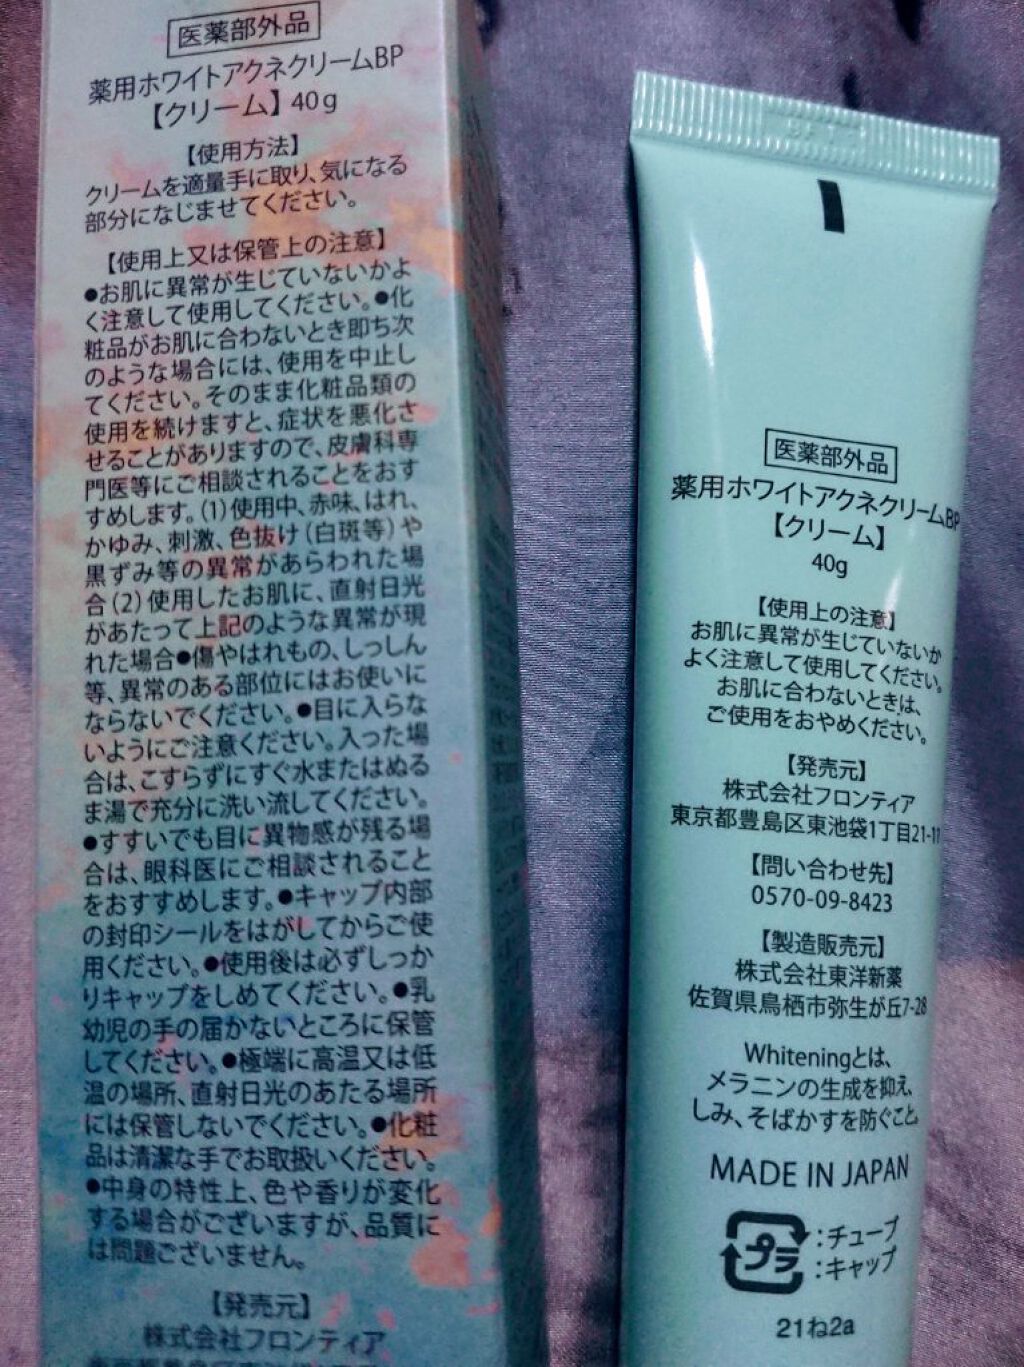 医薬部外品
薬用ホワイトアクネクリームBP
【クリーム】40g
【使用方法】
クリームを適量手に取り、気になる
部分になじませてください。
【使用上又は保管上の注意】
●お肌に異常が生じていないかよ
く注意して使用してください。●化
粧品がお肌に合わないとき即ち次
のような場合には、使用を中止し
てください。そのまま化粧品類の
使用を続けますと、症状を悪化さ
せることがありますので、皮膚科専
門医等にご相談されることをおす
すめします。(1)使用中、赤味、はれ、
かゆみ、刺激、色抜け(白斑等)や
黒ずみ等の異常があらわれた場
合(2)使用したお肌に、直射日光
があたって上記のような異常が現
れた場合●傷やはれもの、しっしん
等、異常のある部位にはお使いに
ならないでください。●目に入らな
いようにご注意ください。入った場
合は、こすらずにすぐ水またはぬる
ま湯で充分に洗い流してください。
●すすいでも目に異物感が残る場
合は、眼科医にご相談されること
をおすすめします。●キャップ内部
の封印シールをはがしてからご使
用ください。●使用後は必ずしっか
りキャップをしめてください。●乳
幼児の手の届かないところに保管
してください。●極端に高温又は低
温の場所、直射日光のあたる場所
には保管しないでください。●化粧
品は清潔な手でお取扱いください。
●中身の特性上、色や香りが変化
する場合がございますが、品質に
は問題ございません。
【発売元】
株式会社フロンティア
医薬部外品
薬用ホワイトアクネクリームBP
【クリーム】
40g
【使用上の注意】
お肌に異常が生じていないか
よく注意して使用してください。
お肌に合わないときは、
ご使用をおやめください。
【発売元】
株式会社フロンティア
東京都豊島区東池袋1丁目21-11
【問い合わせ先】
0570-09-8423
【製造販売元】
株式会社東洋新薬
佐賀県鳥栖市弥生が丘7-28
Whiteningとは、
メラニンの生成を抑え、
しみ、そばかすを防ぐこと。
MADE IN JAPAN
プラ
:チューブ
:キャップ
21ね2a